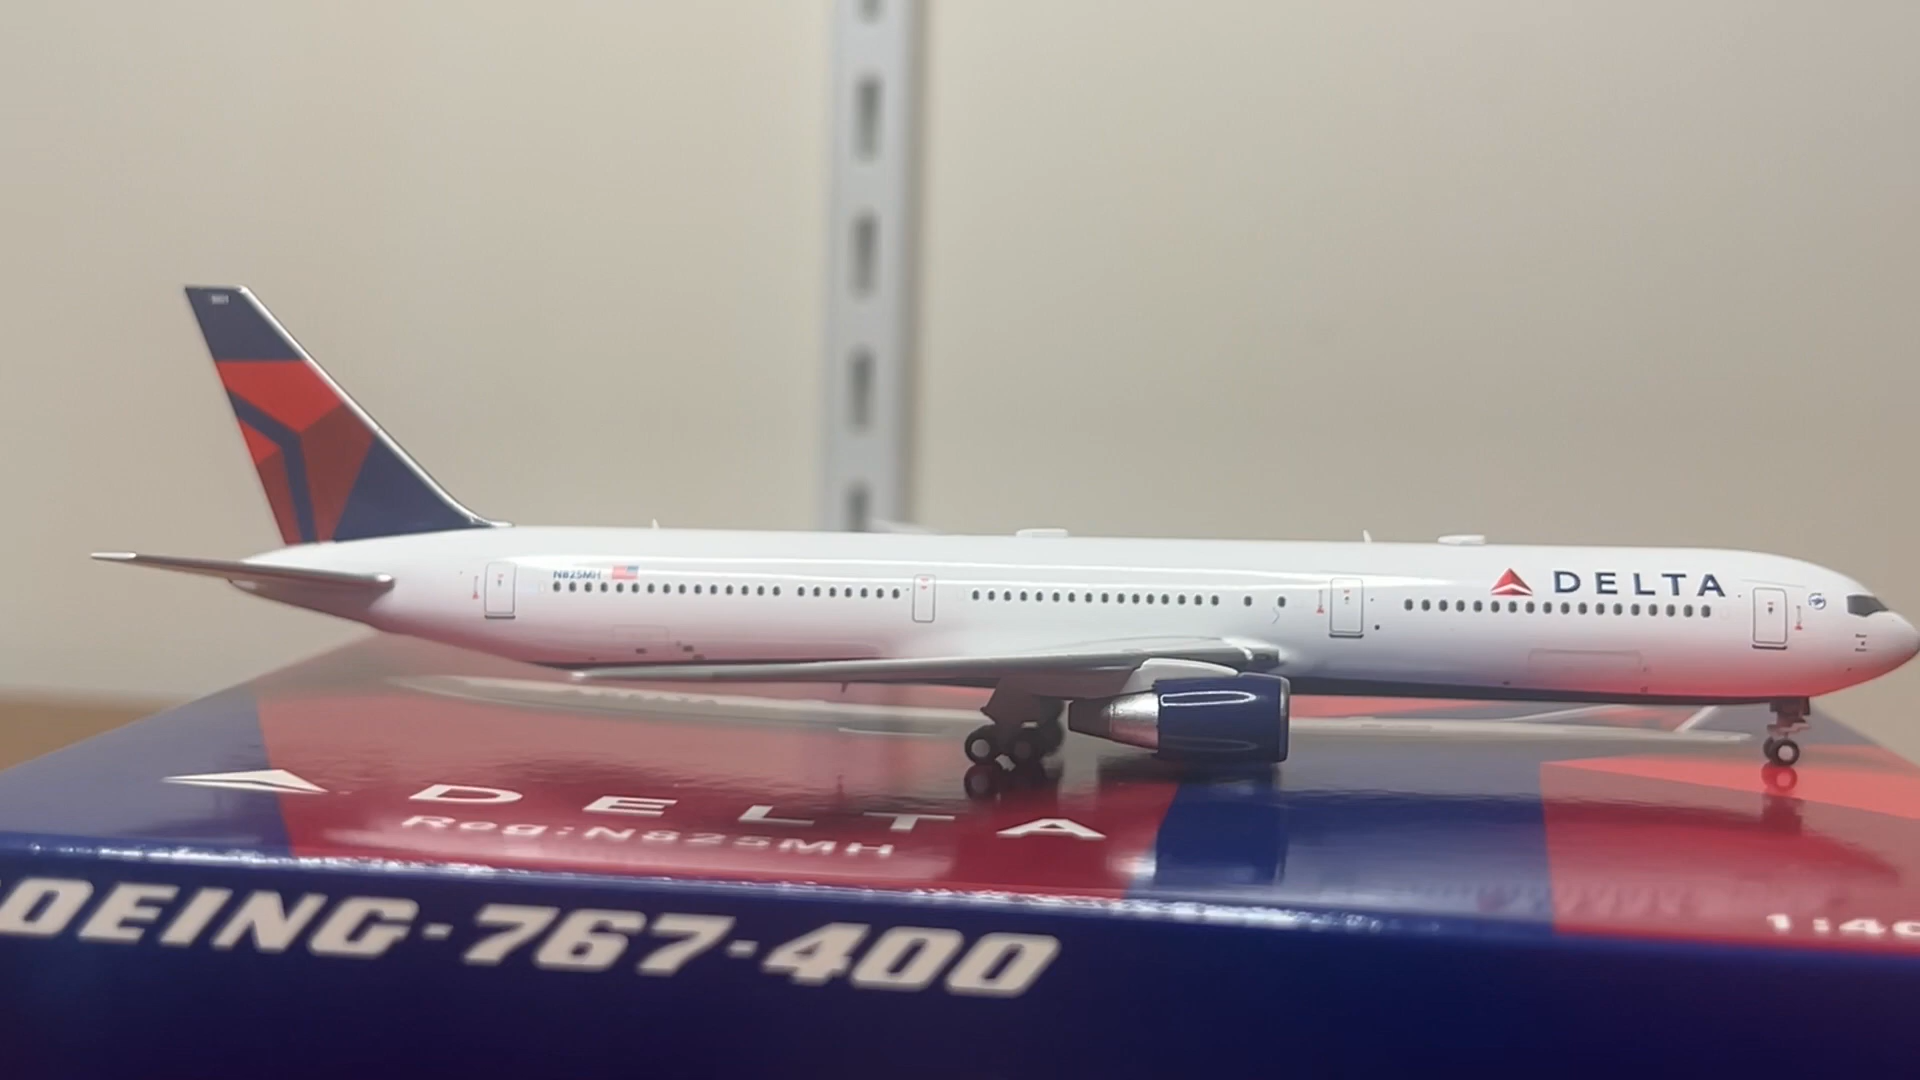 N825MH
DELTA
DELTA
Reg:N825MH
OEING-767-400
1:40